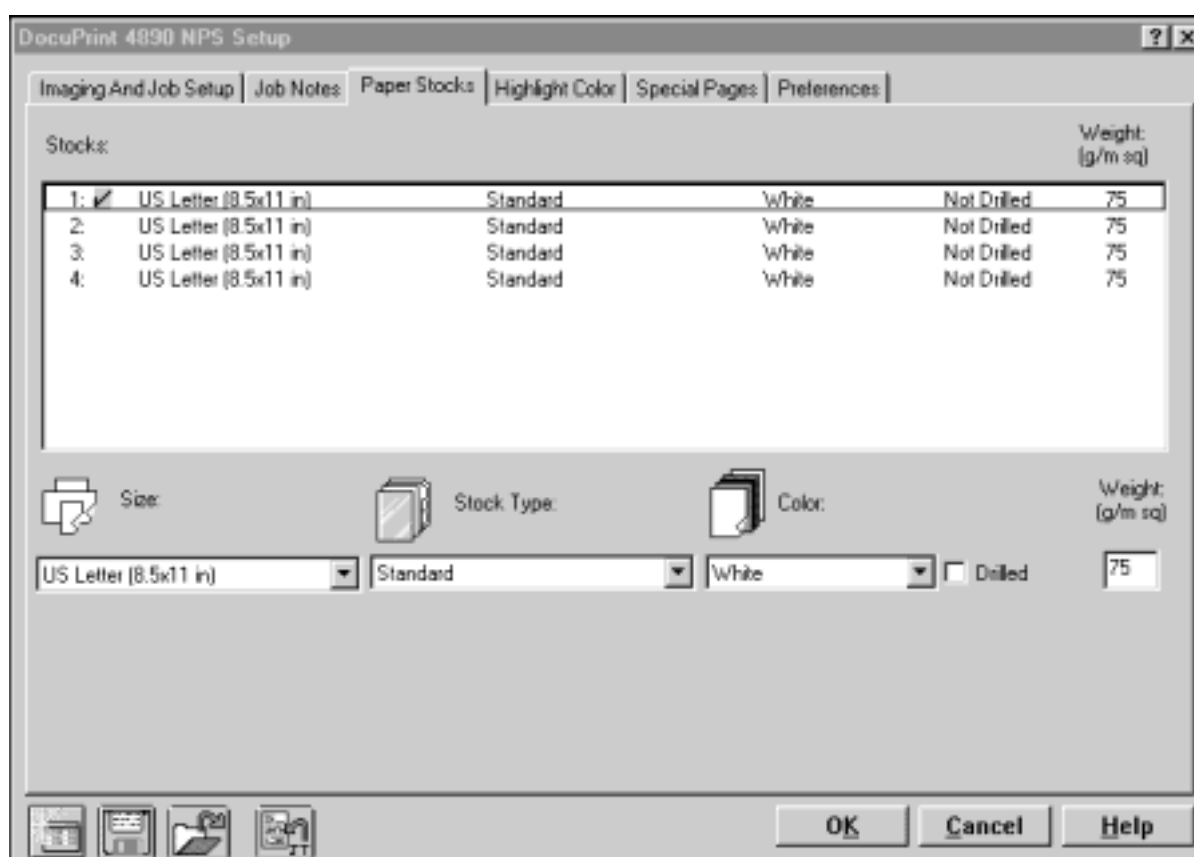 DocuPrint 4890 NPS Setup
Imaging And Job Setup Job Notes Paper Stocks Highlight Color Special Pages Preferences
Stocks: Weight: (g/m sq)
1: US Letter (8.5x11 in) Standard White Not Drilled 75
2: US Letter (8.5x11 in) Standard White Not Drilled 75
3: US Letter (8.5x11 in) Standard White Not Drilled 75
4: US Letter (8.5x11 in) Standard White Not Drilled 75
Size: Stock Type: Color: Weight: (g/m sq)
US Letter (8.5x11 in) Standard White Drilled 75
OK Cancel Help